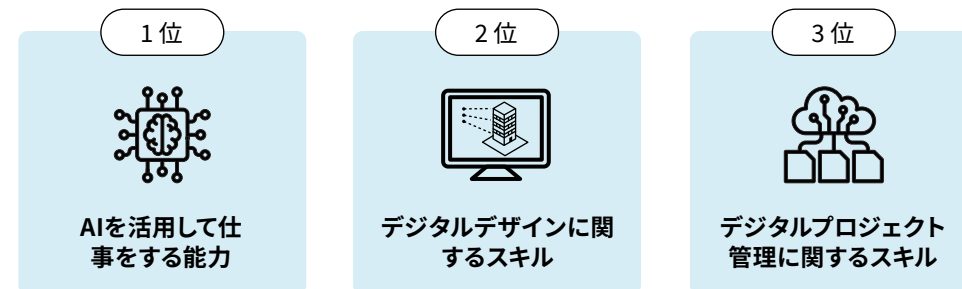 1位
2位
3位
AIを活用して仕
事をする能力
デジタルデザインに関
するスキル
デジタルプロジェクト
管理に関するスキル